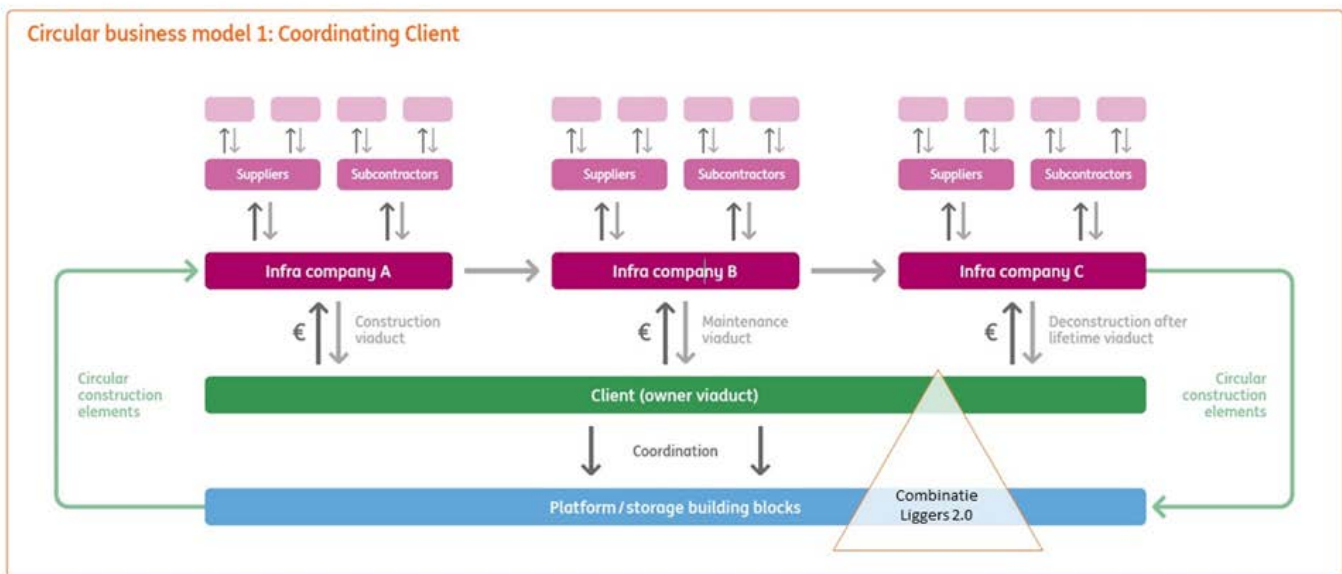 Circular business model 1: Coordinating Client
Suppliers
Subcontractors
Suppliers
Subcontractors
Suppliers
Subcontractors
Infra company A
Infra company B
Infra company C
€
Construction
viaduct
€
Maintenance
viaduct
€
Deconstruction after
lifetime viaduct
Circular
construction
elements
Client (owner viaduct)
Circular
construction
elements
Coordination
Platform/storage building blocks
Combinatie
Liggers 2.0